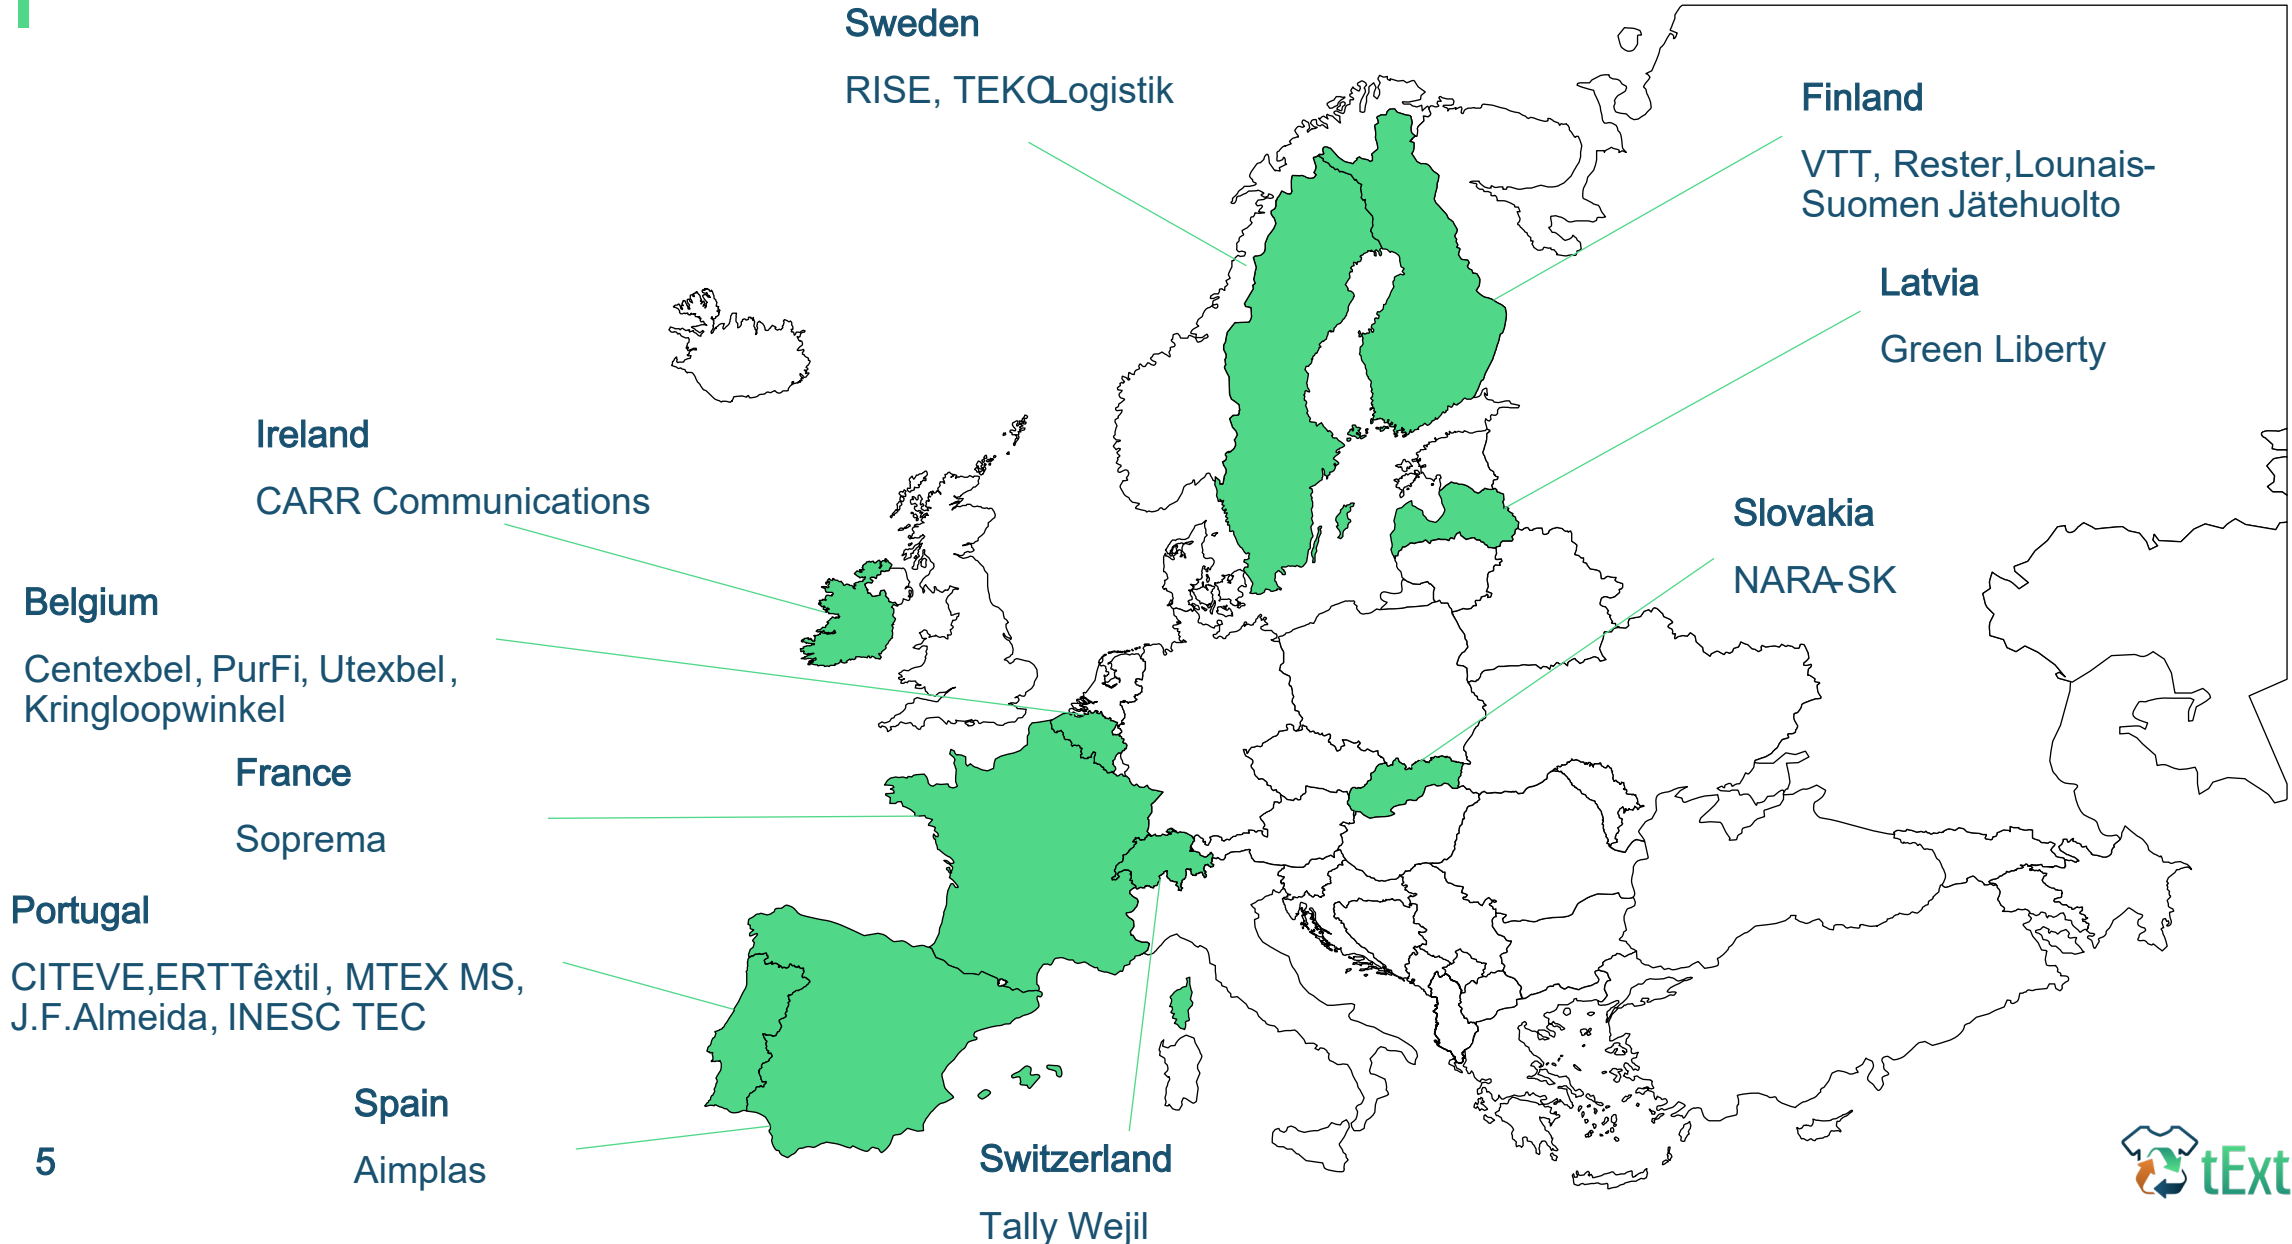 Sweden
RISE, TEKO Logistik
Finland
VTT, Rester,Lounais-
Suomen Jätehuolto
Latvia
Green Liberty
Ireland
CARR Communications
Slovakia
NARA-SK
Belgium
Centexbel, PurFi, Utexbel,
Kringloopwinkel
France
Soprema
Portugal
CITEVE,ERTTêxtil, MTEX MS,
J.F.Almeida, INESC TEC
Spain
Aimplas
Switzerland
Tally Wejil
5
tExt